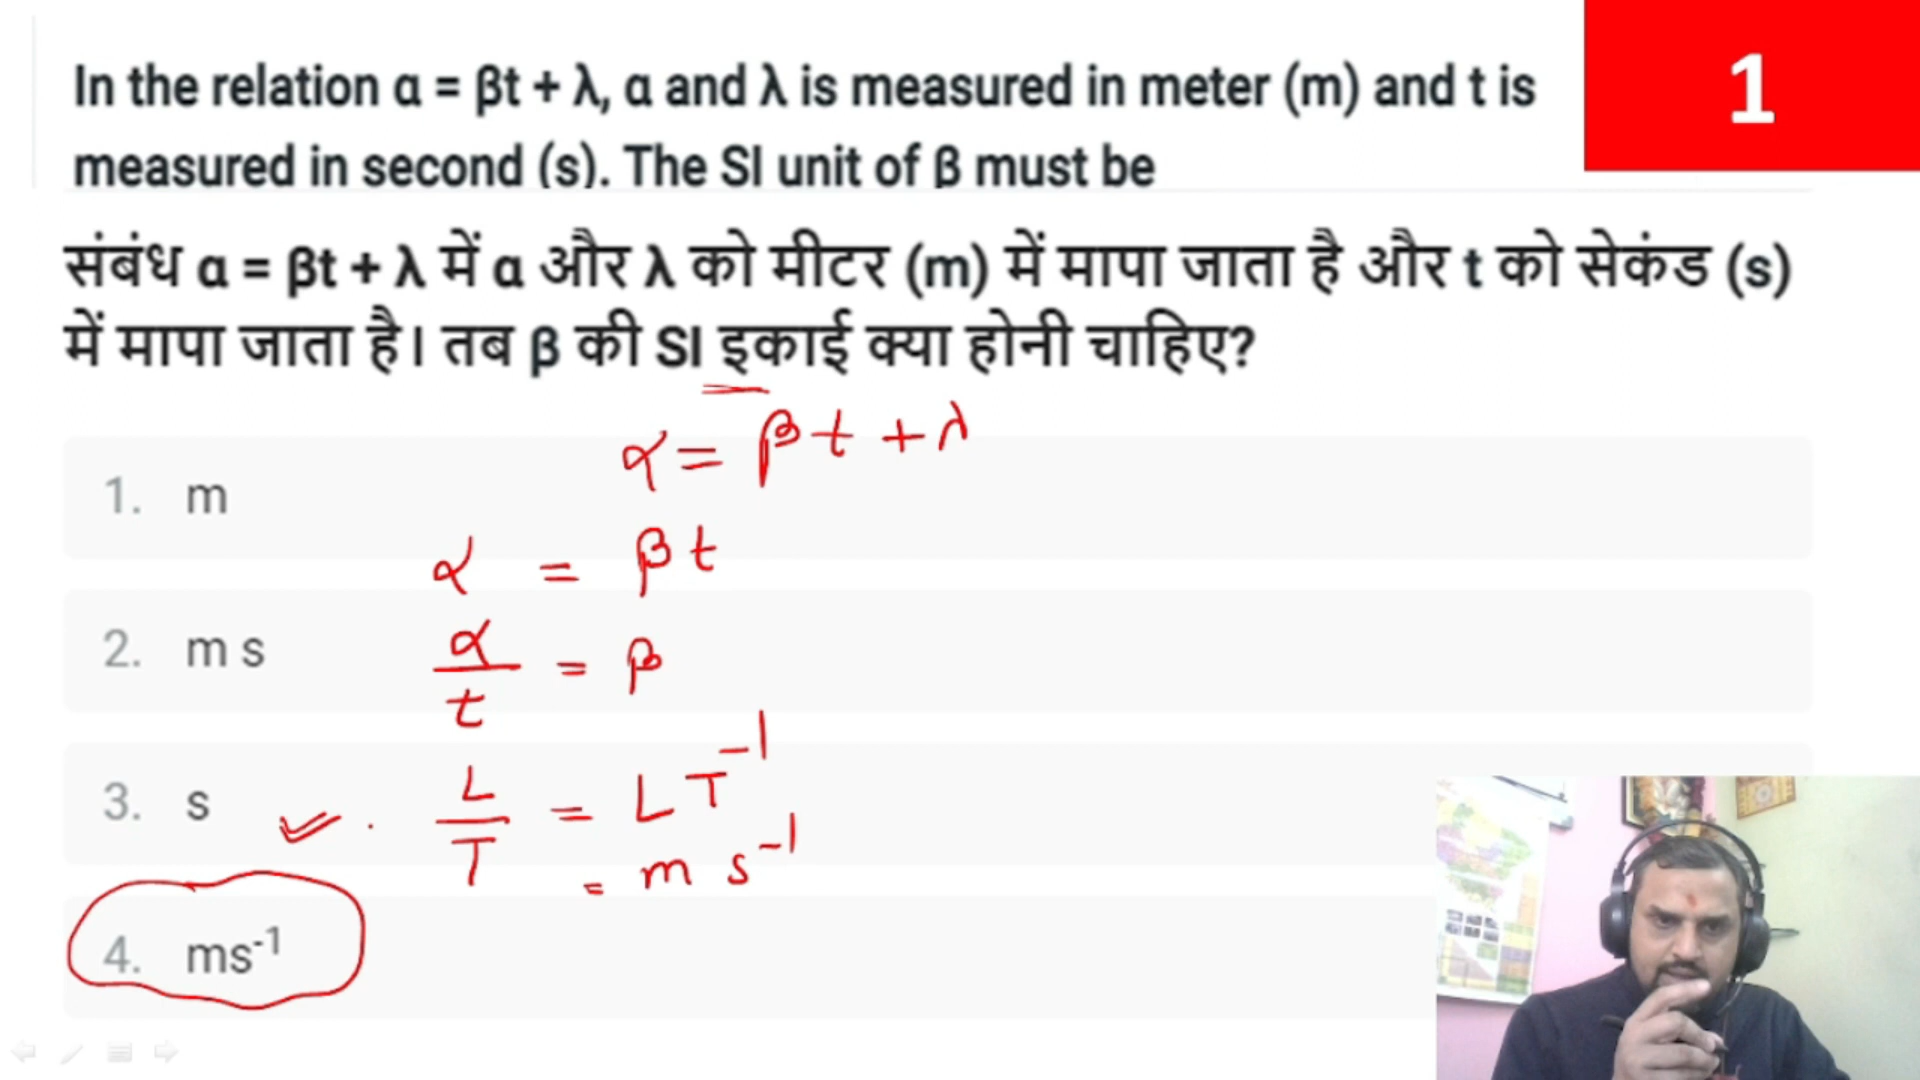 In the relation α = βt + λ, α and λ is measured in meter (m) and t is
measured in second (s). The SI unit of β must be
1
संबंध α = βt + λ में α और λ को मीटर (m) में मापा जाता है और t को सेकंड (s)
में मापा जाता है। तब β की SI इकाई क्या होनी चाहिए?
α = βt + λ
1. m
α = βt
2. m s
α/t = β
3. s
L/T = LT⁻¹
= m s⁻¹
4. ms⁻¹